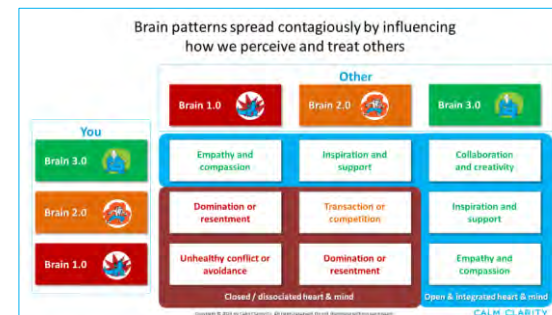 Brain patterns spread contagiously by influencing
how we perceive and treat others
Other
Brain 1.0
Brain 2.0
Brain 3.0
You
Brain 3.0
Empathy and
compassion
Inspiration and
support
Collaboration
and creativity
Brain 2.0
Domination or
resentment
Transaction or
competition
Inspiration and
support
Brain 1.0
Unhealthy conflict or
avoidance
Domination or
resentment
Empathy and
compassion
Closed / dissociated heart & mind
Open & integrated heart & mind
CALM CLARITY